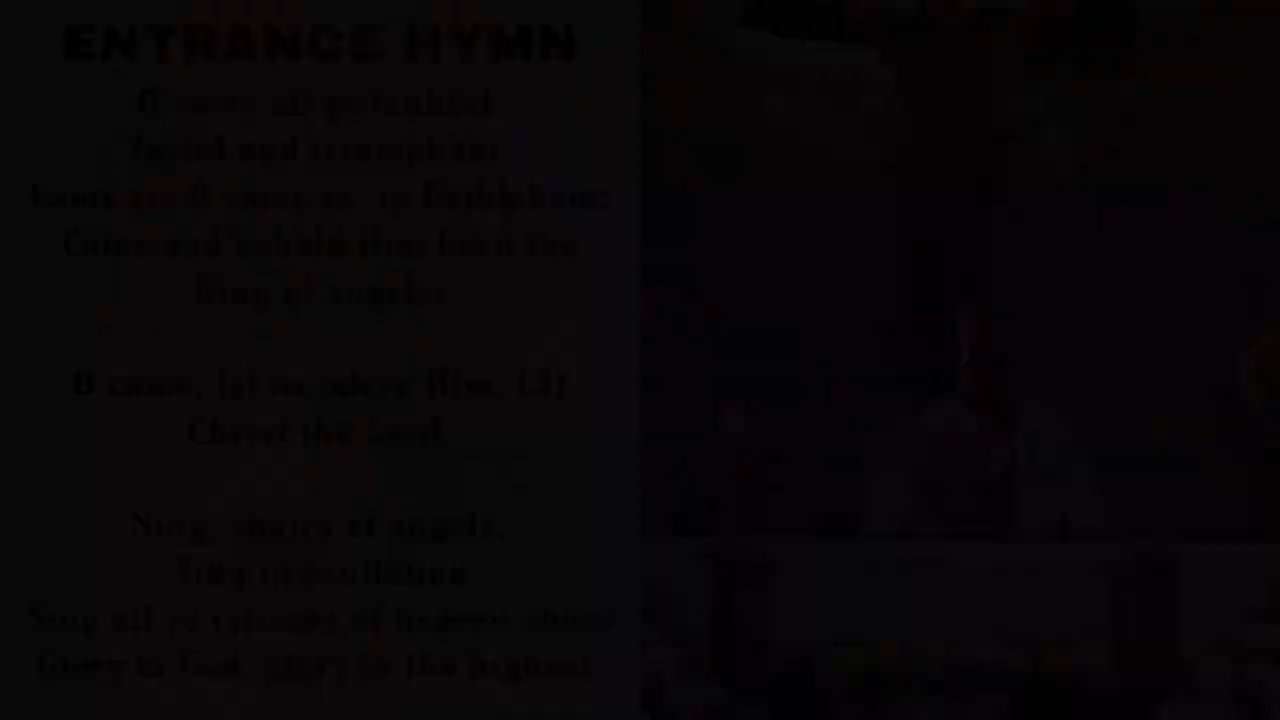 ENTRANCE HYMN
O come all ye faithful
Joyful and triumphant
Come ye O come ye to Bethlehem;
Come and behold Him born the
King of angels:
O come, let us adore Him, (3)
Christ the Lord.
Sing, choirs of angels,
Sing in exultation
Sing all ye citizens of heaven above
Glory to God, glory in the highest